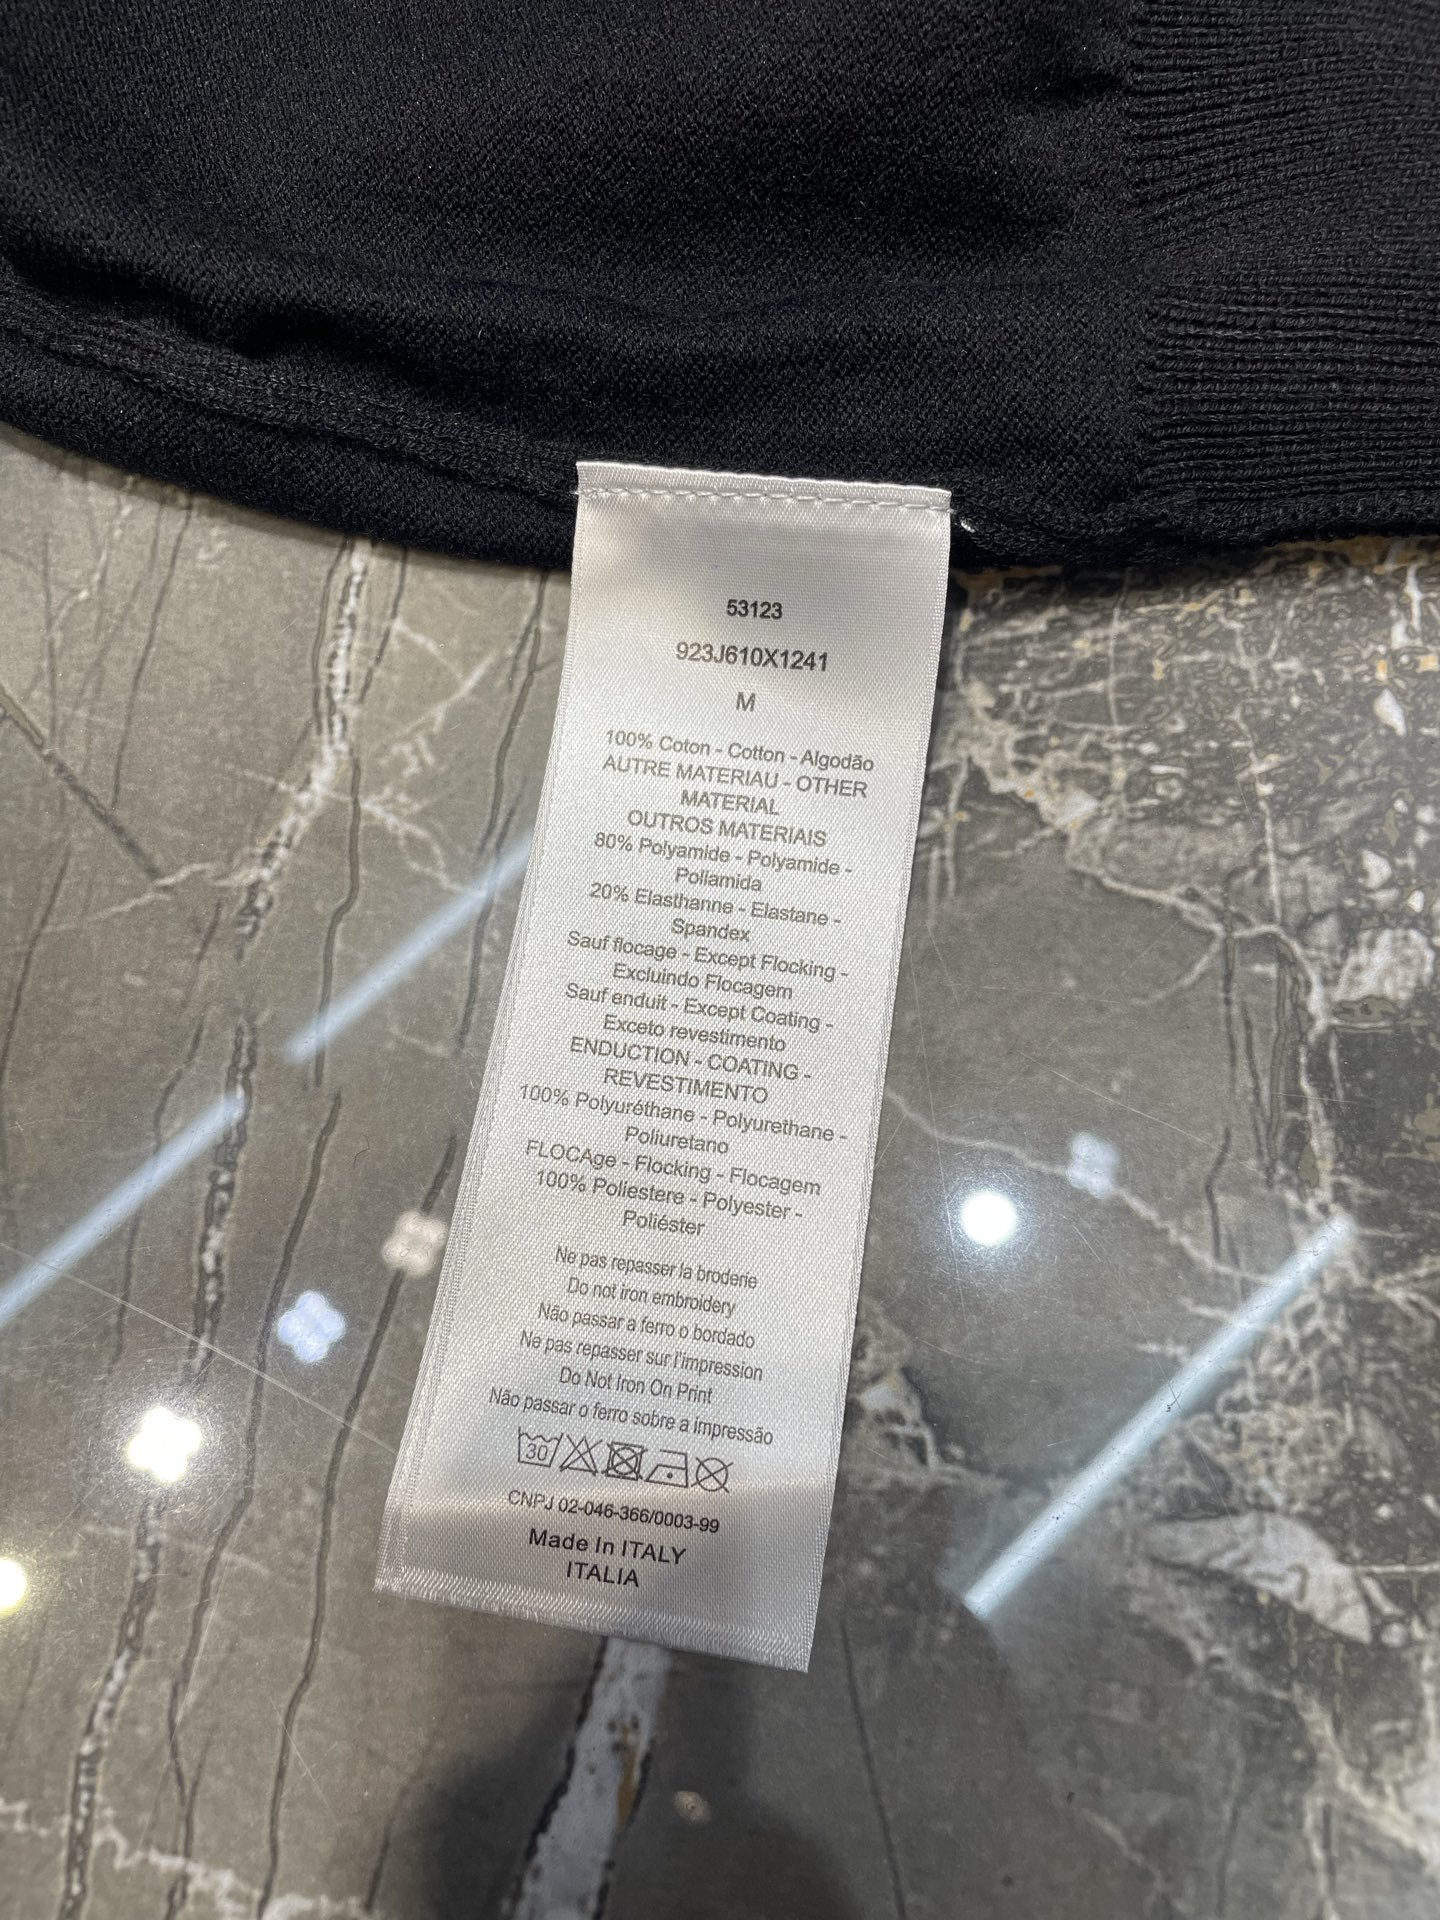 53123
923J610X1241
M
100% Coton - Cotton - Algodão
AUTRE MATERIAU - OTHER
MATERIAL
OUTROS MATERIAIS
80% Polyamide - Polyamide -
Poliamida
20% Elasthanne - Elastane -
Spandex
Sauf flocage - Except Flocking -
Excluindo Flocagem
Sauf enduit - Except Coating -
Exceto revestimento
ENDUCTION - COATING -
REVESTIMENTO
100% Polyuréthane - Polyurethane -
Poliuretano
FLOCAge - Flocking - Flocagem
100% Poliestere - Polyester -
Poliéster
Ne pas repasser la broderie
Do not iron embroidery
Não passar a ferro o bordado
Ne pas repasser sur l'impression
Do Not Iron On Print
Não passar o ferro sobre a impressão
30
CNPJ 02-046-366/0003-99
Made In ITALY
ITALIA